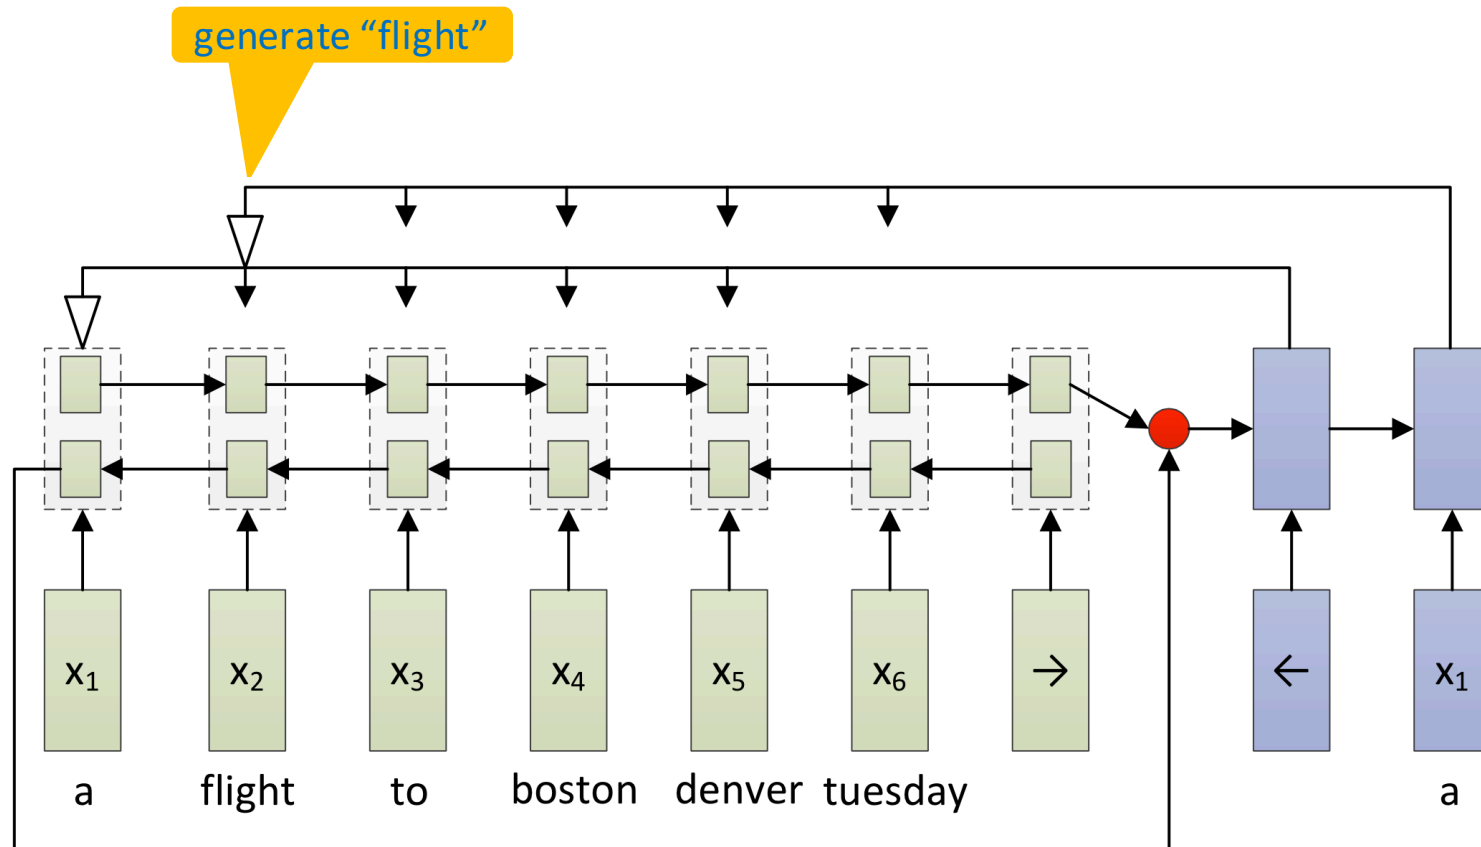 generate “flight”
x₁ x₂ x₃ x₄ x₅ x₆ → ← x₁
a flight to boston denver tuesday a